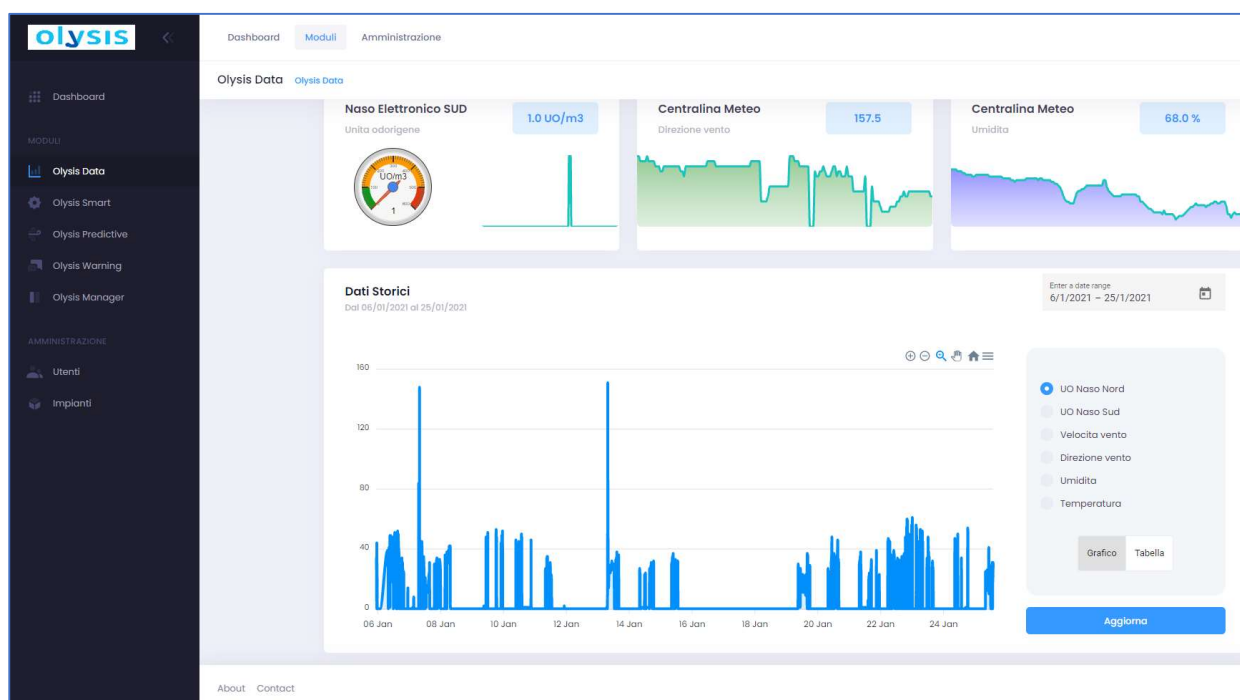 olysis
Dashboard
Moduli
Amministrazione
Olysis Data
Olysis Data
Dashboard
MODULI
Olysis Data
Olysis Smart
Olysis Predictive
Olysis Warning
Olysis Manager
AMMINISTRAZIONE
Utenti
Impianti
Naso Elettronico SUD
Unita odorigene
1.0 UO/m3
UO/m3
1
Centralina Meteo
Direzione vento
157.5
Centralina Meteo
Umidita
68.0 %
Dati Storici
Dal 06/01/2021 al 25/01/2021
Enter a date range
6/1/2021 – 25/1/2021
160
120
80
40
0
06 Jan
08 Jan
10 Jan
12 Jan
14 Jan
16 Jan
18 Jan
20 Jan
22 Jan
24 Jan
UO Naso Nord
UO Naso Sud
Velocita vento
Direzione vento
Umidita
Temperatura
Grafico
Tabella
Aggiorna
About
Contact